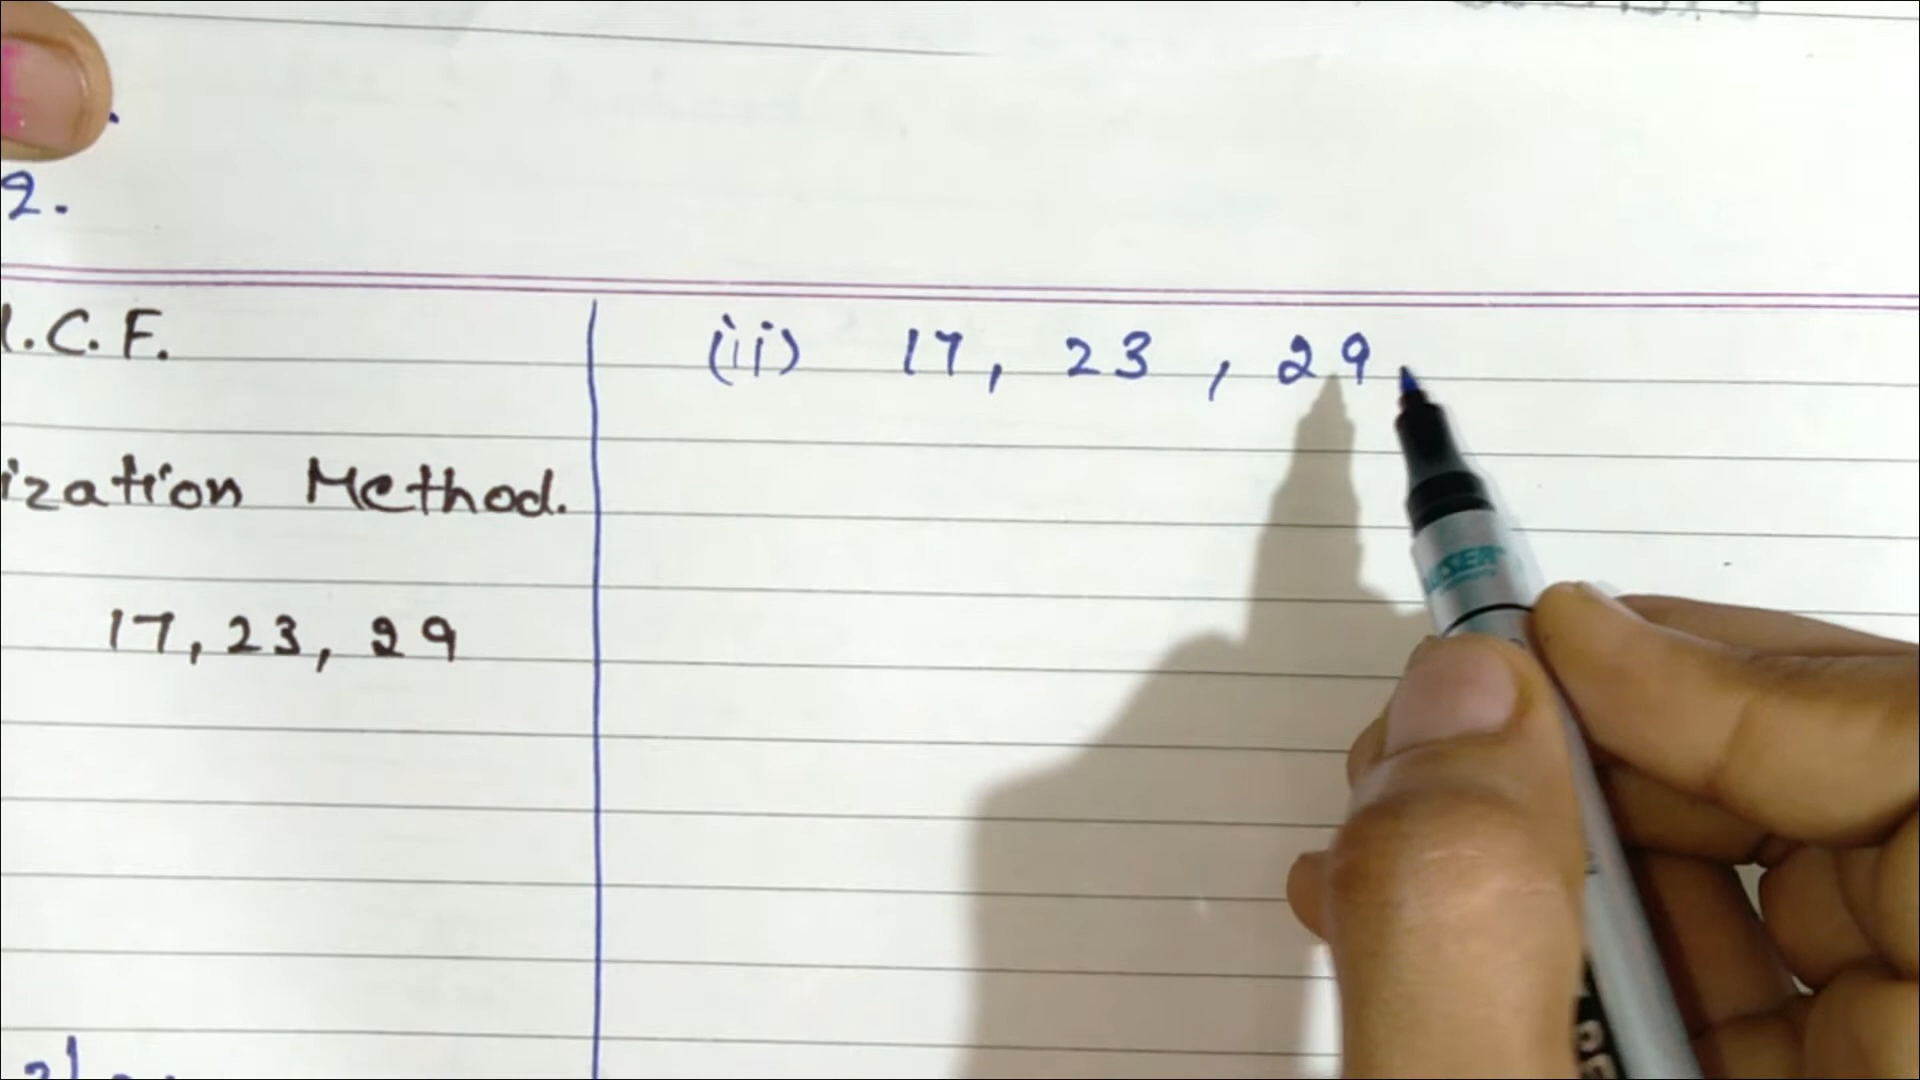 2.
.C.F.
ization Method.
17, 23, 29
(ii) 17, 23, 29